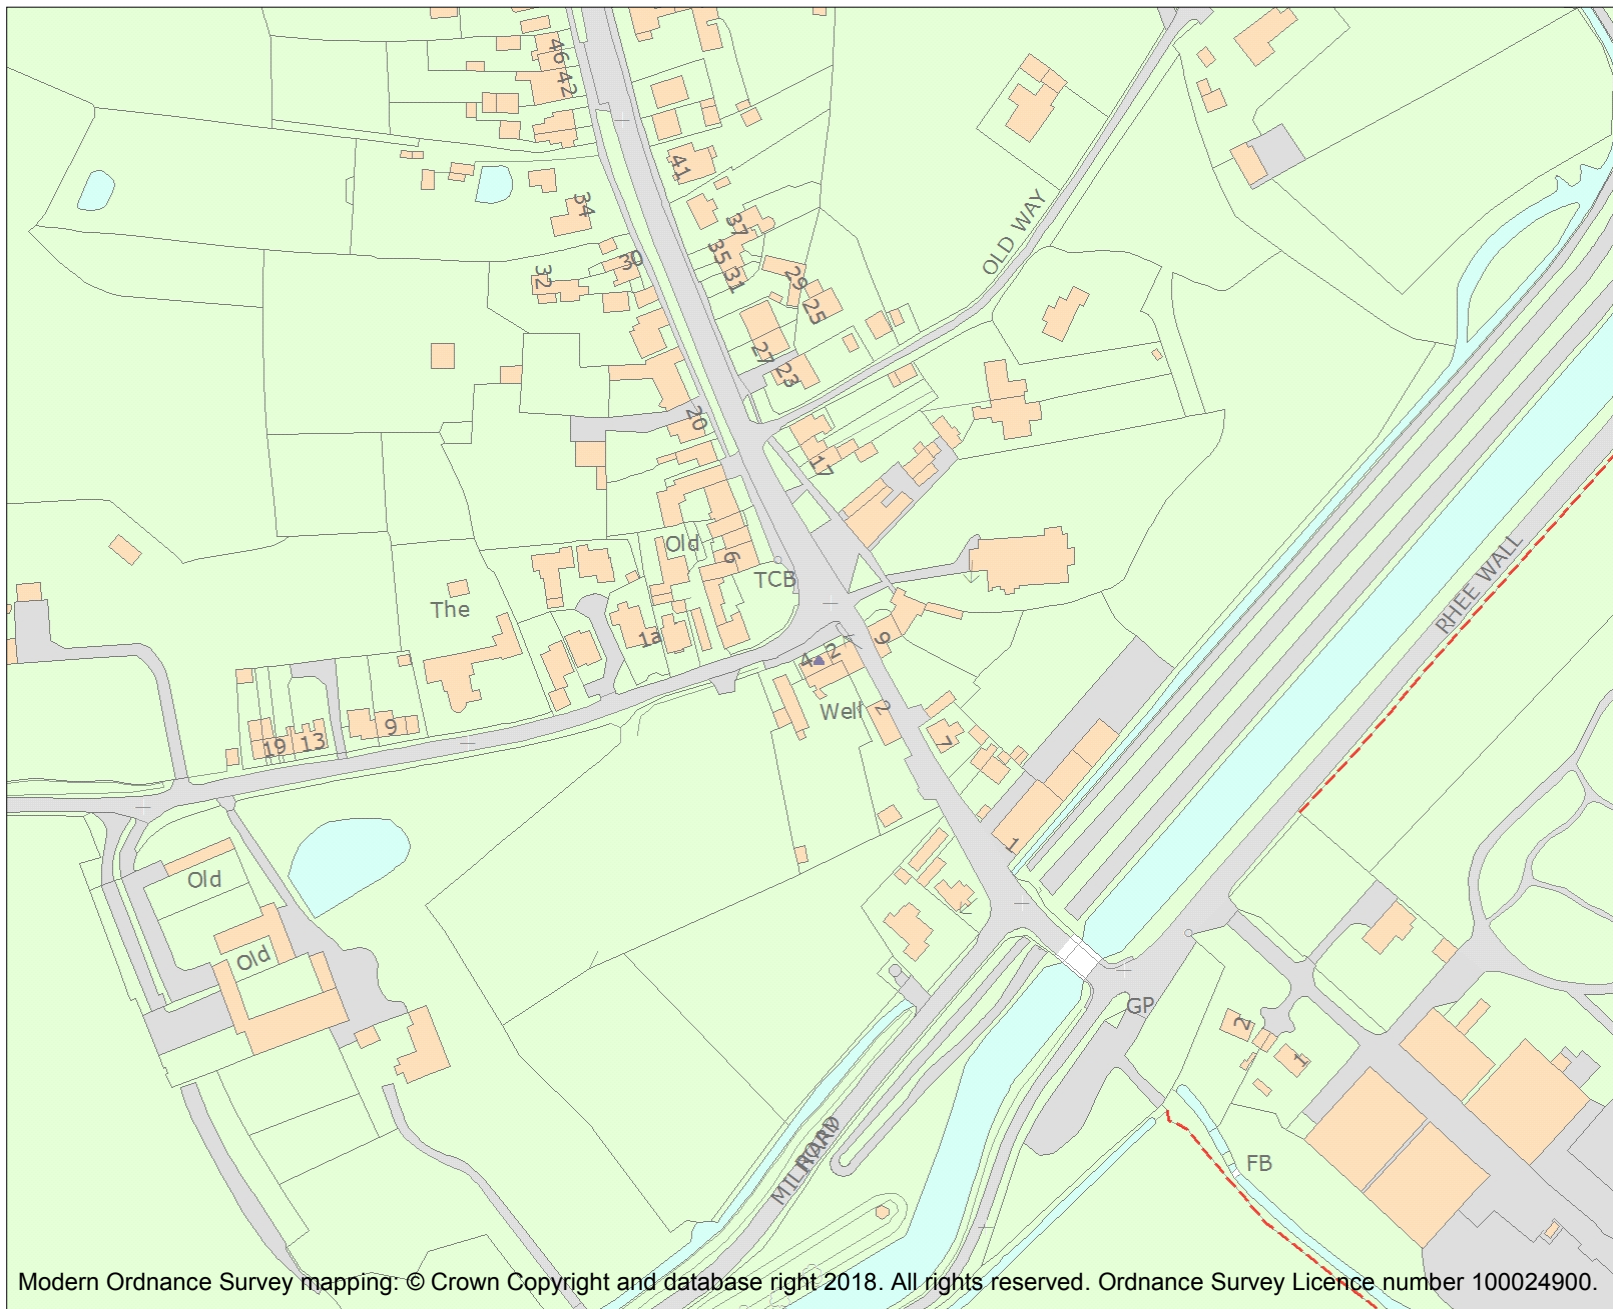 46
42
41
34
37
30
35
32
31
29
25
OLD WAY
27
23
20
17
Old
6
TCB
RHEE WALL
The
1a
9
4
2
Well
2
9
7
19
13
1
Old
Old
GP
2
1
FB
Modern Ordnance Survey mapping: © Crown Copyright and database right 2018. All rights reserved. Ordnance Survey Licence number 100024900.